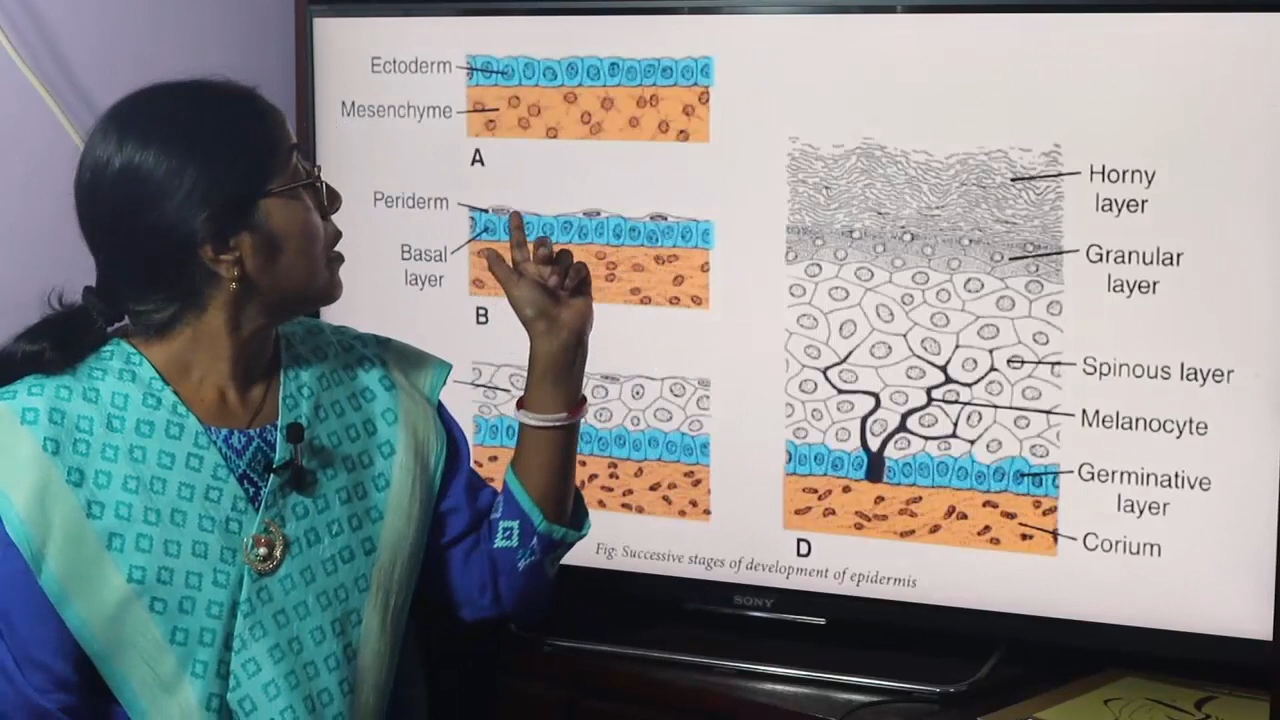 Ectoderm
Mesenchyme
A
Periderm
Basal
layer
B
Horny
layer
Granular
layer
Spinous layer
Melanocyte
Germinative
layer
Corium
D
Fig: Successive stages of development of epidermis
SONY